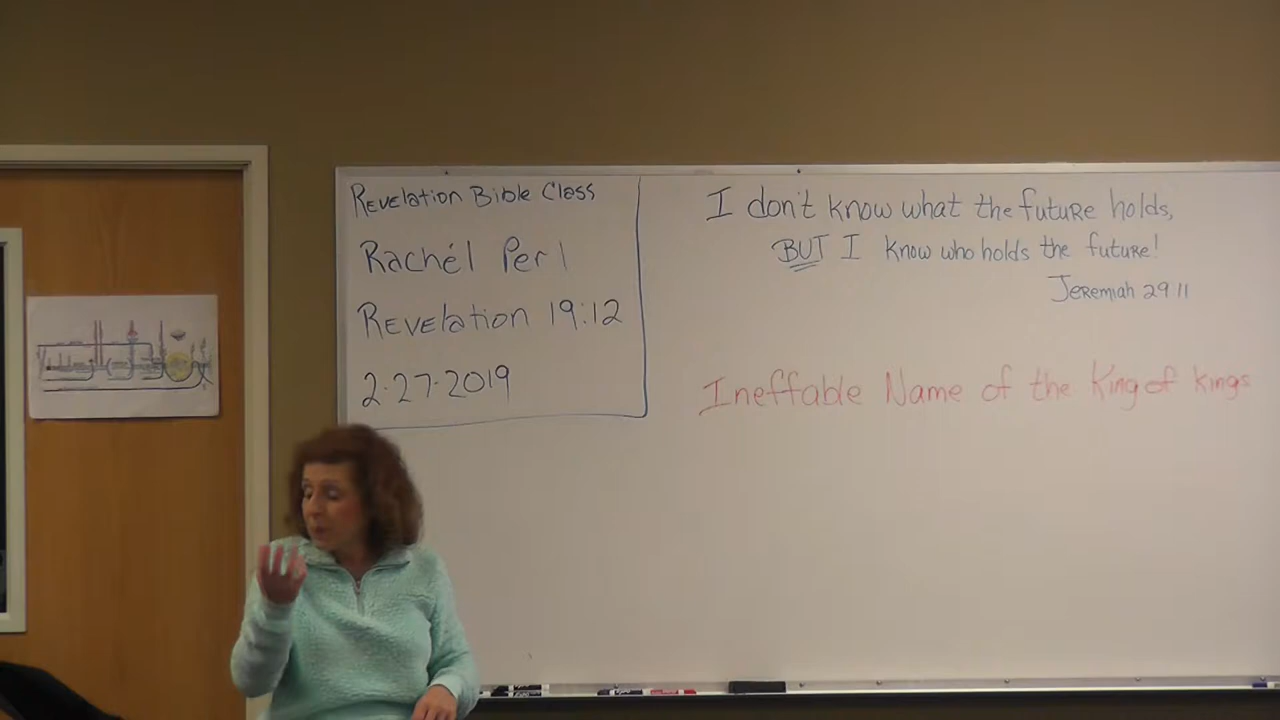 Revelation Bible Class
Rachél Perl
Revelation 19:12
2-27-2019
I don't know what the future holds,
BUT I know who holds the future!
Jeremiah 29:11
Ineffable Name of the King of kings